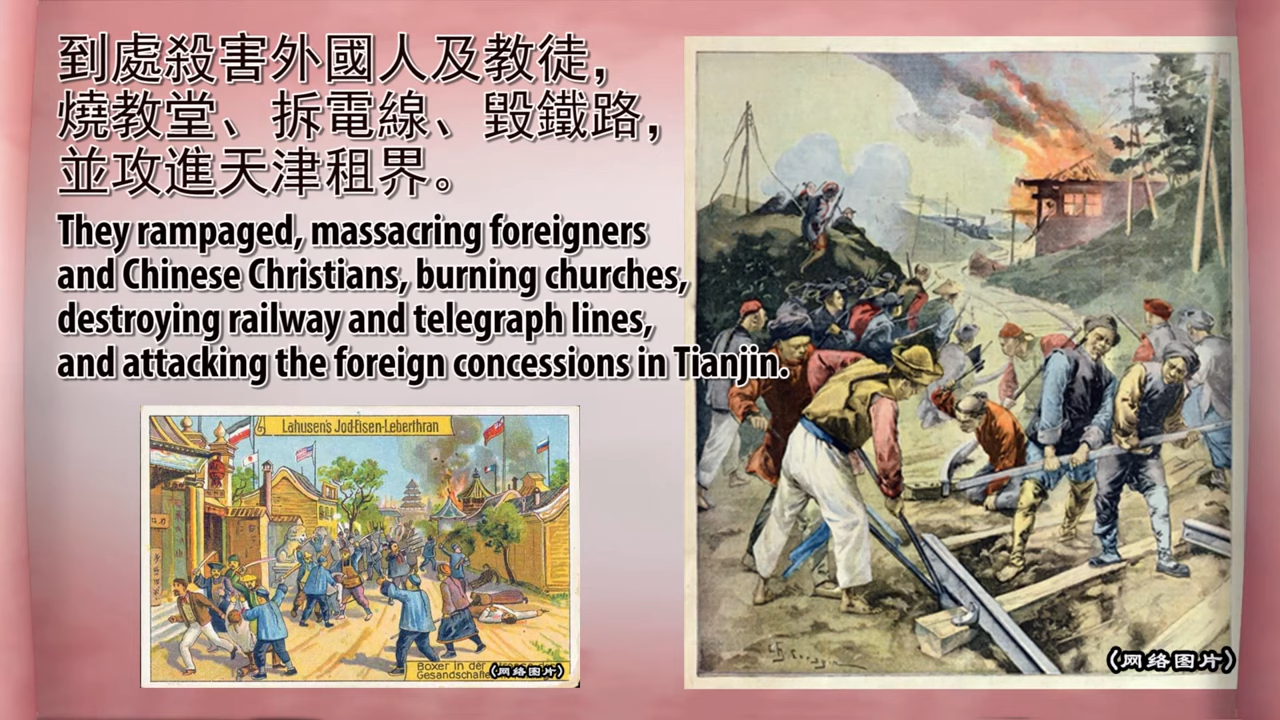 到處殺害外國人及教徒，
燒教堂、拆電線、毀鐵路，
並攻進天津租界。
They rampaged, massacring foreigners
and Chinese Christians, burning churches,
destroying railway and telegraph lines,
and attacking the foreign concessions in Tianjin.
Lahusen's Jod-Eisen-Leberthran
Boxer in der
Gesandschafts
(网络图片)
(网络图片)